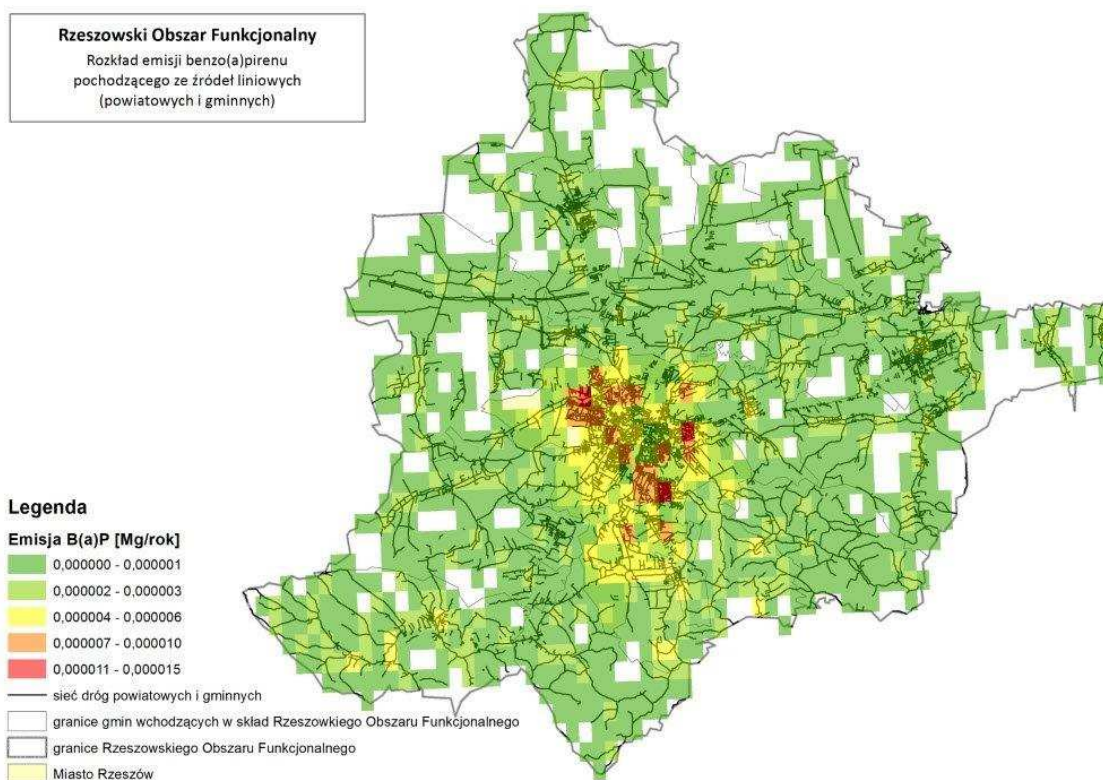 Rzeszowski Obszar Funkcjonalny
Rozkład emisji benzo(a)pirenu
pochodzącego ze źródeł liniowych
(powiatowych i gminnych)
Legenda
Emisja B(a)P [Mg/rok]
0,000000 - 0,000001
0,000002 - 0,000003
0,000004 - 0,000006
0,000007 - 0,000010
0,000011 - 0,000015
sieć dróg powiatowych i gminnych
granice gmin wchodzących w skład Rzeszowkiego Obszaru Funkcjonalnego
granice Rzeszowskiego Obszaru Funkcjonalnego
Miasto Rzeszów